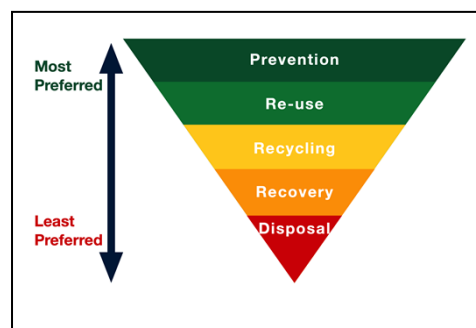 Most
Preferred
Prevention
Re-use
Recycling
Recovery
Disposal
Least
Preferred